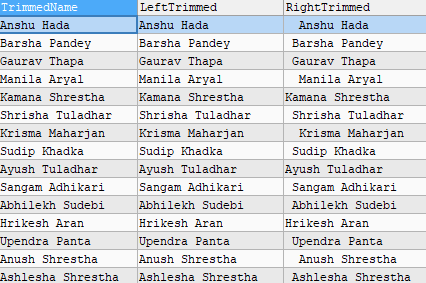 TrimmedName LeftTrimmed RightTrimmed
Anshu Hada Anshu Hada Anshu Hada
Barsha Pandey Barsha Pandey Barsha Pandey
Gaurav Thapa Gaurav Thapa Gaurav Thapa
Manila Aryal Manila Aryal Manila Aryal
Kamana Shrestha Kamana Shrestha Kamana Shrestha
Shrisha Tuladhar Shrisha Tuladhar Shrisha Tuladhar
Krisma Maharjan Krisma Maharjan Krisma Maharjan
Sudip Khadka Sudip Khadka Sudip Khadka
Ayush Tuladhar Ayush Tuladhar Ayush Tuladhar
Sangam Adhikari Sangam Adhikari Sangam Adhikari
Abhilekh Sudebi Abhilekh Sudebi Abhilekh Sudebi
Hrikesh Aran Hrikesh Aran Hrikesh Aran
Upendra Panta Upendra Panta Upendra Panta
Anush Shrestha Anush Shrestha Anush Shrestha
Ashlesha Shrestha Ashlesha Shrestha Ashlesha Shrestha